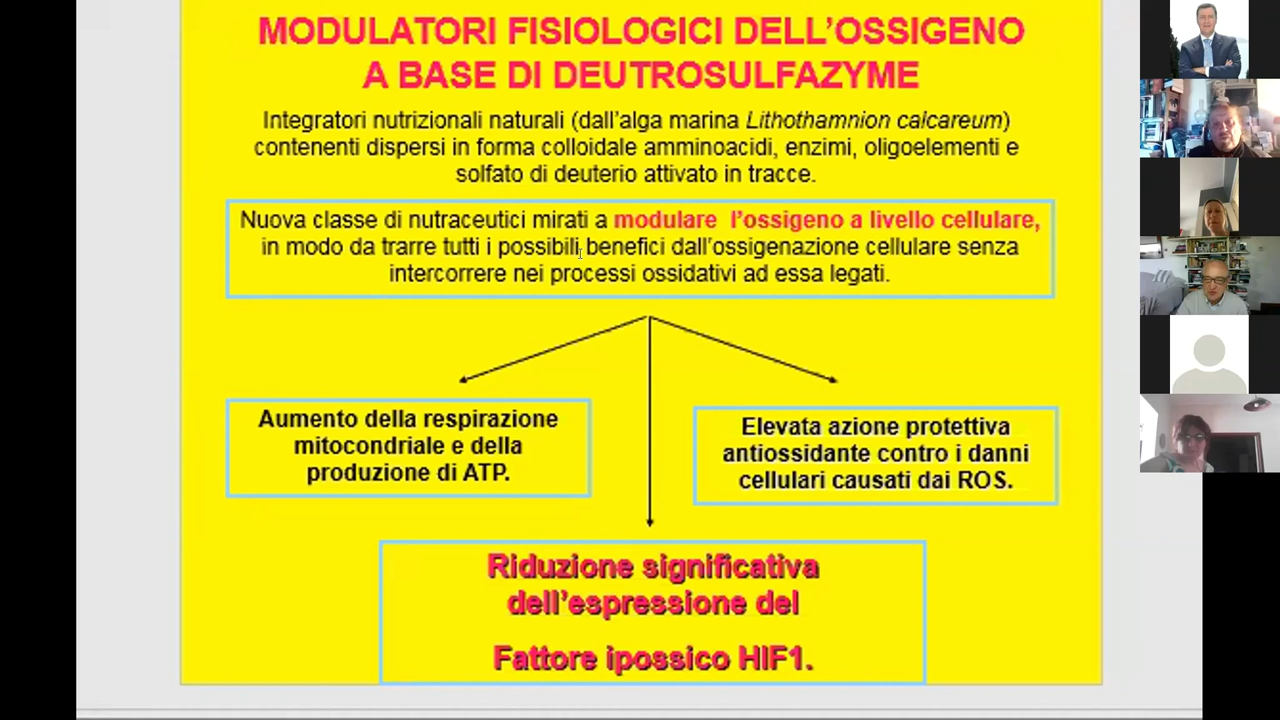 MODULATORI FISIOLOGICI DELL'OSSIGENO
A BASE DI DEUTROSULFAZYME
Integratori nutrizionali naturali (dall'alga marina Lithothamnion calcareum)
contenenti dispersi in forma colloidale amminoacidi, enzimi, oligoelementi e
solfato di deuterio attivato in tracce.
Nuova classe di nutraceutici mirati a modulare l'ossigeno a livello cellulare,
in modo da trarre tutti i possibili benefici dall'ossigenazione cellulare senza
intercorrere nei processi ossidativi ad essa legati.
Aumento della respirazione
mitocondriale e della
produzione di ATP.
Elevata azione protettiva
antiossidante contro i danni
cellulari causati dai ROS.
Riduzione significativa
dell'espressione del
Fattore ipossico HIF1.